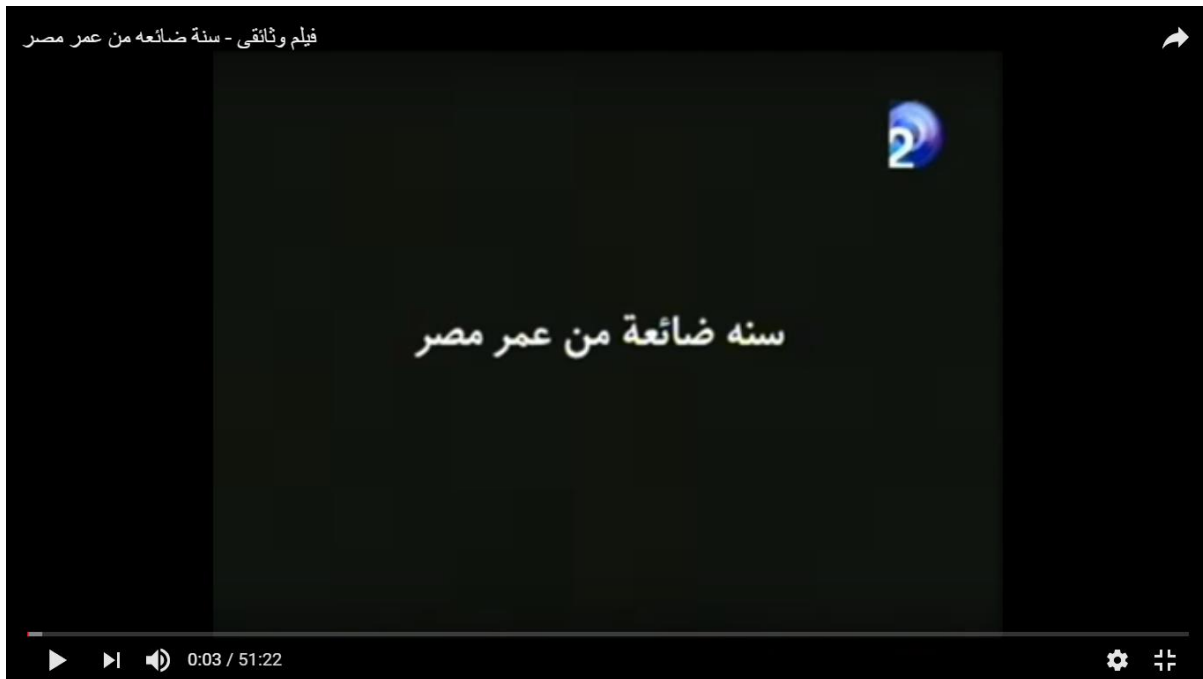 فيلم وثائقى - سنة ضائعه من عمر مصر
2
سنه ضائعة من عمر مصر
0:03 / 51:22